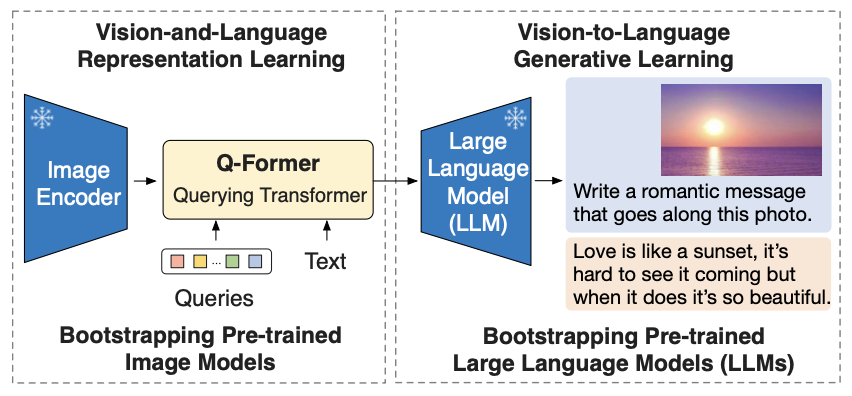 Vision-and-Language
Representation Learning
Image
Encoder
Q-Former
Querying Transformer
...
Queries
Text
Bootstrapping Pre-trained
Image Models
Vision-to-Language
Generative Learning
Large
Language
Model
(LLM)
Write a romantic message
that goes along this photo.
Love is like a sunset, it's
hard to see it coming but
when it does it's so beautiful.
Bootstrapping Pre-trained
Large Language Models (LLMs)